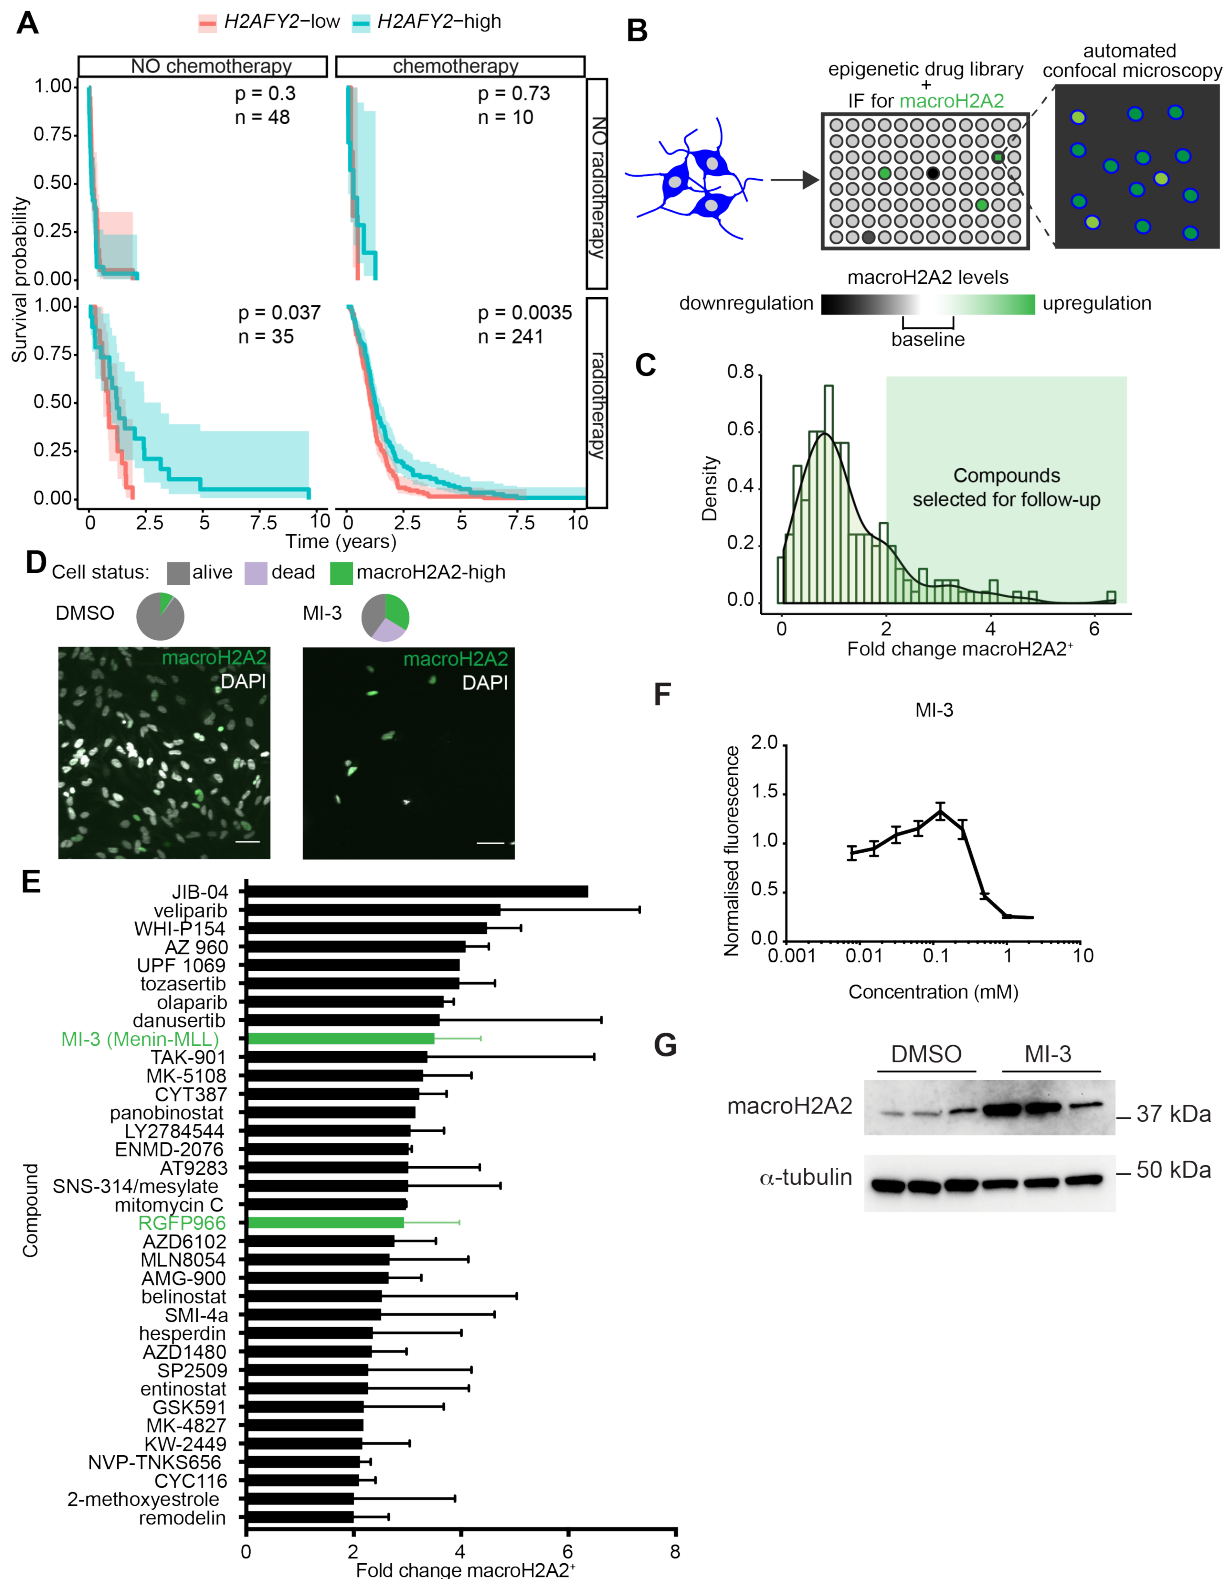 A
H2AFY2–low H2AFY2–high
NO chemotherapy
chemotherapy
1.00
0.75
0.50
0.25
0.00
p = 0.3
n = 48
p = 0.73
n = 10
NO radiotherapy
1.00
0.75
0.50
0.25
0.00
p = 0.037
n = 35
p = 0.0035
n = 241
radiotherapy
Survival probability
0 2.5 5 7.5 10
0 2.5 5 7.5 10
Time (years)
B
epigenetic drug library
+
IF for macroH2A2
automated
confocal microscopy
macroH2A2 levels
downregulation
upregulation
baseline
C
0.8
0.6
0.4
0.2
0.0
Density
Compounds
selected for follow-up
0 2 4 6
Fold change macroH2A2+
D
Cell status: alive dead macroH2A2-high
DMSO
MI-3
macroH2A2
DAPI
macroH2A2
DAPI
E
JIB-04
veliparib
WHI-P154
AZ 960
UPF 1069
tozasertib
olaparib
danusertib
MI-3 (Menin-MLL)
TAK-901
MK-5108
CYT387
panobinostat
LY2784544
ENMD-2076
AT9283
SNS-314/mesylate
mitomycin C
RGFP966
AZD6102
MLN8054
AMG-900
belinostat
SMI-4a
hesperdin
AZD1480
SP2509
entinostat
GSK591
MK-4827
KW-2449
NVP-TNKS656
CYC116
2-methoxyestrole
remodelin
Compound
0 2 4 6 8
Fold change macroH2A2+
F
MI-3
2.0
1.5
1.0
0.5
0.0
Normalised fluorescence
0.001 0.01 0.1 1 10
Concentration (mM)
G
DMSO MI-3
macroH2A2
37 kDa
α-tubulin
50 kDa